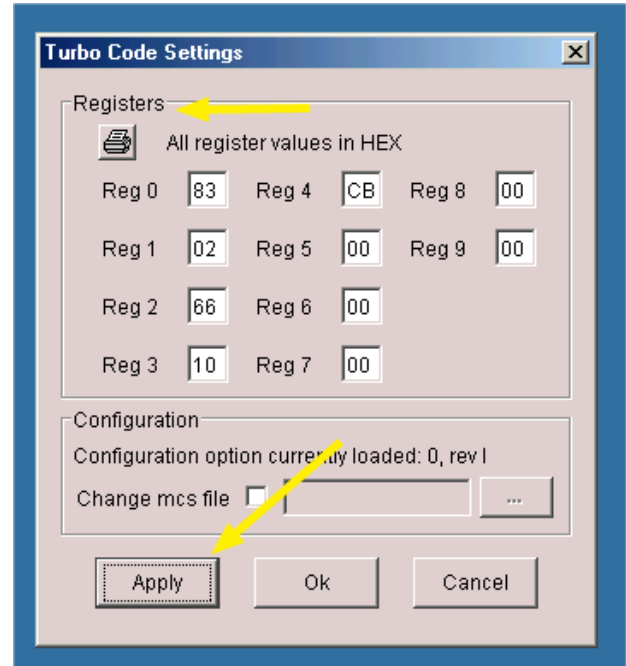 Turbo Code Settings
Registers
All register values in HEX
Reg 0 83 Reg 4 CB Reg 8 00
Reg 1 02 Reg 5 00 Reg 9 00
Reg 2 66 Reg 6 00
Reg 3 10 Reg 7 00
Configuration
Configuration option currently loaded: 0, rev I
Change mcs file ...
Apply Ok Cancel